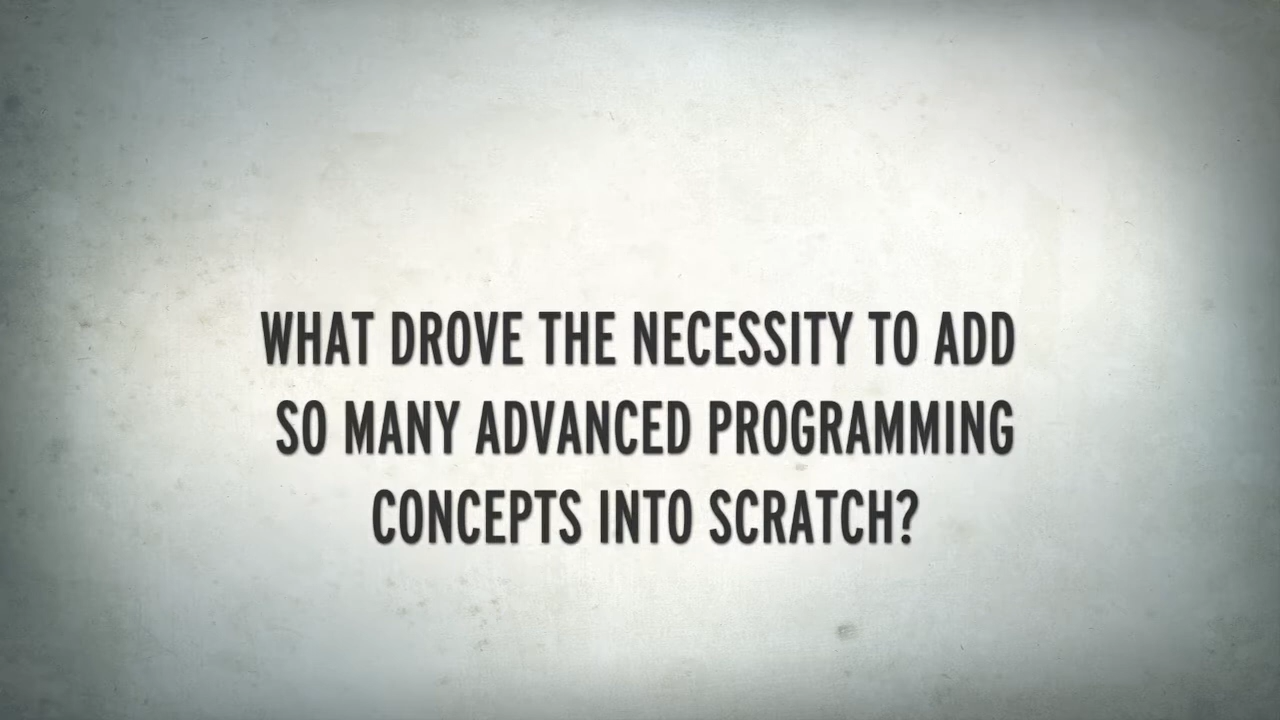 WHAT DROVE THE NECESSITY TO ADD
SO MANY ADVANCED PROGRAMMING
CONCEPTS INTO SCRATCH?